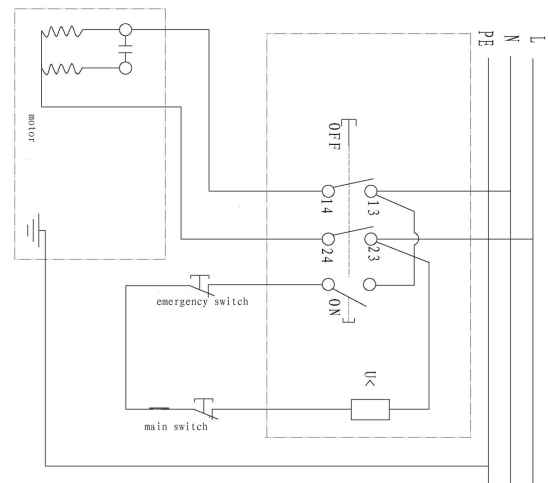 L
N
PE
OFF
motor
14
13
24
23
emergency switch
ON
U<
main switch